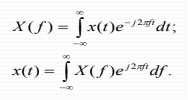 X(f) = ∫_{-∞}^{∞} x(t)e^{-j2πft}dt;
x(t) = ∫_{-∞}^{∞} X(f)e^{j2πft}df.